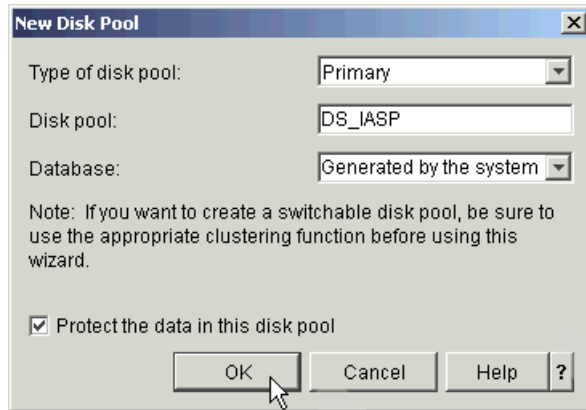 New Disk Pool
Type of disk pool: Primary
Disk pool: DS_IASP
Database: Generated by the system
Note: If you want to create a switchable disk pool, be sure to
use the appropriate clustering function before using this
wizard.
Protect the data in this disk pool
OK Cancel Help ?